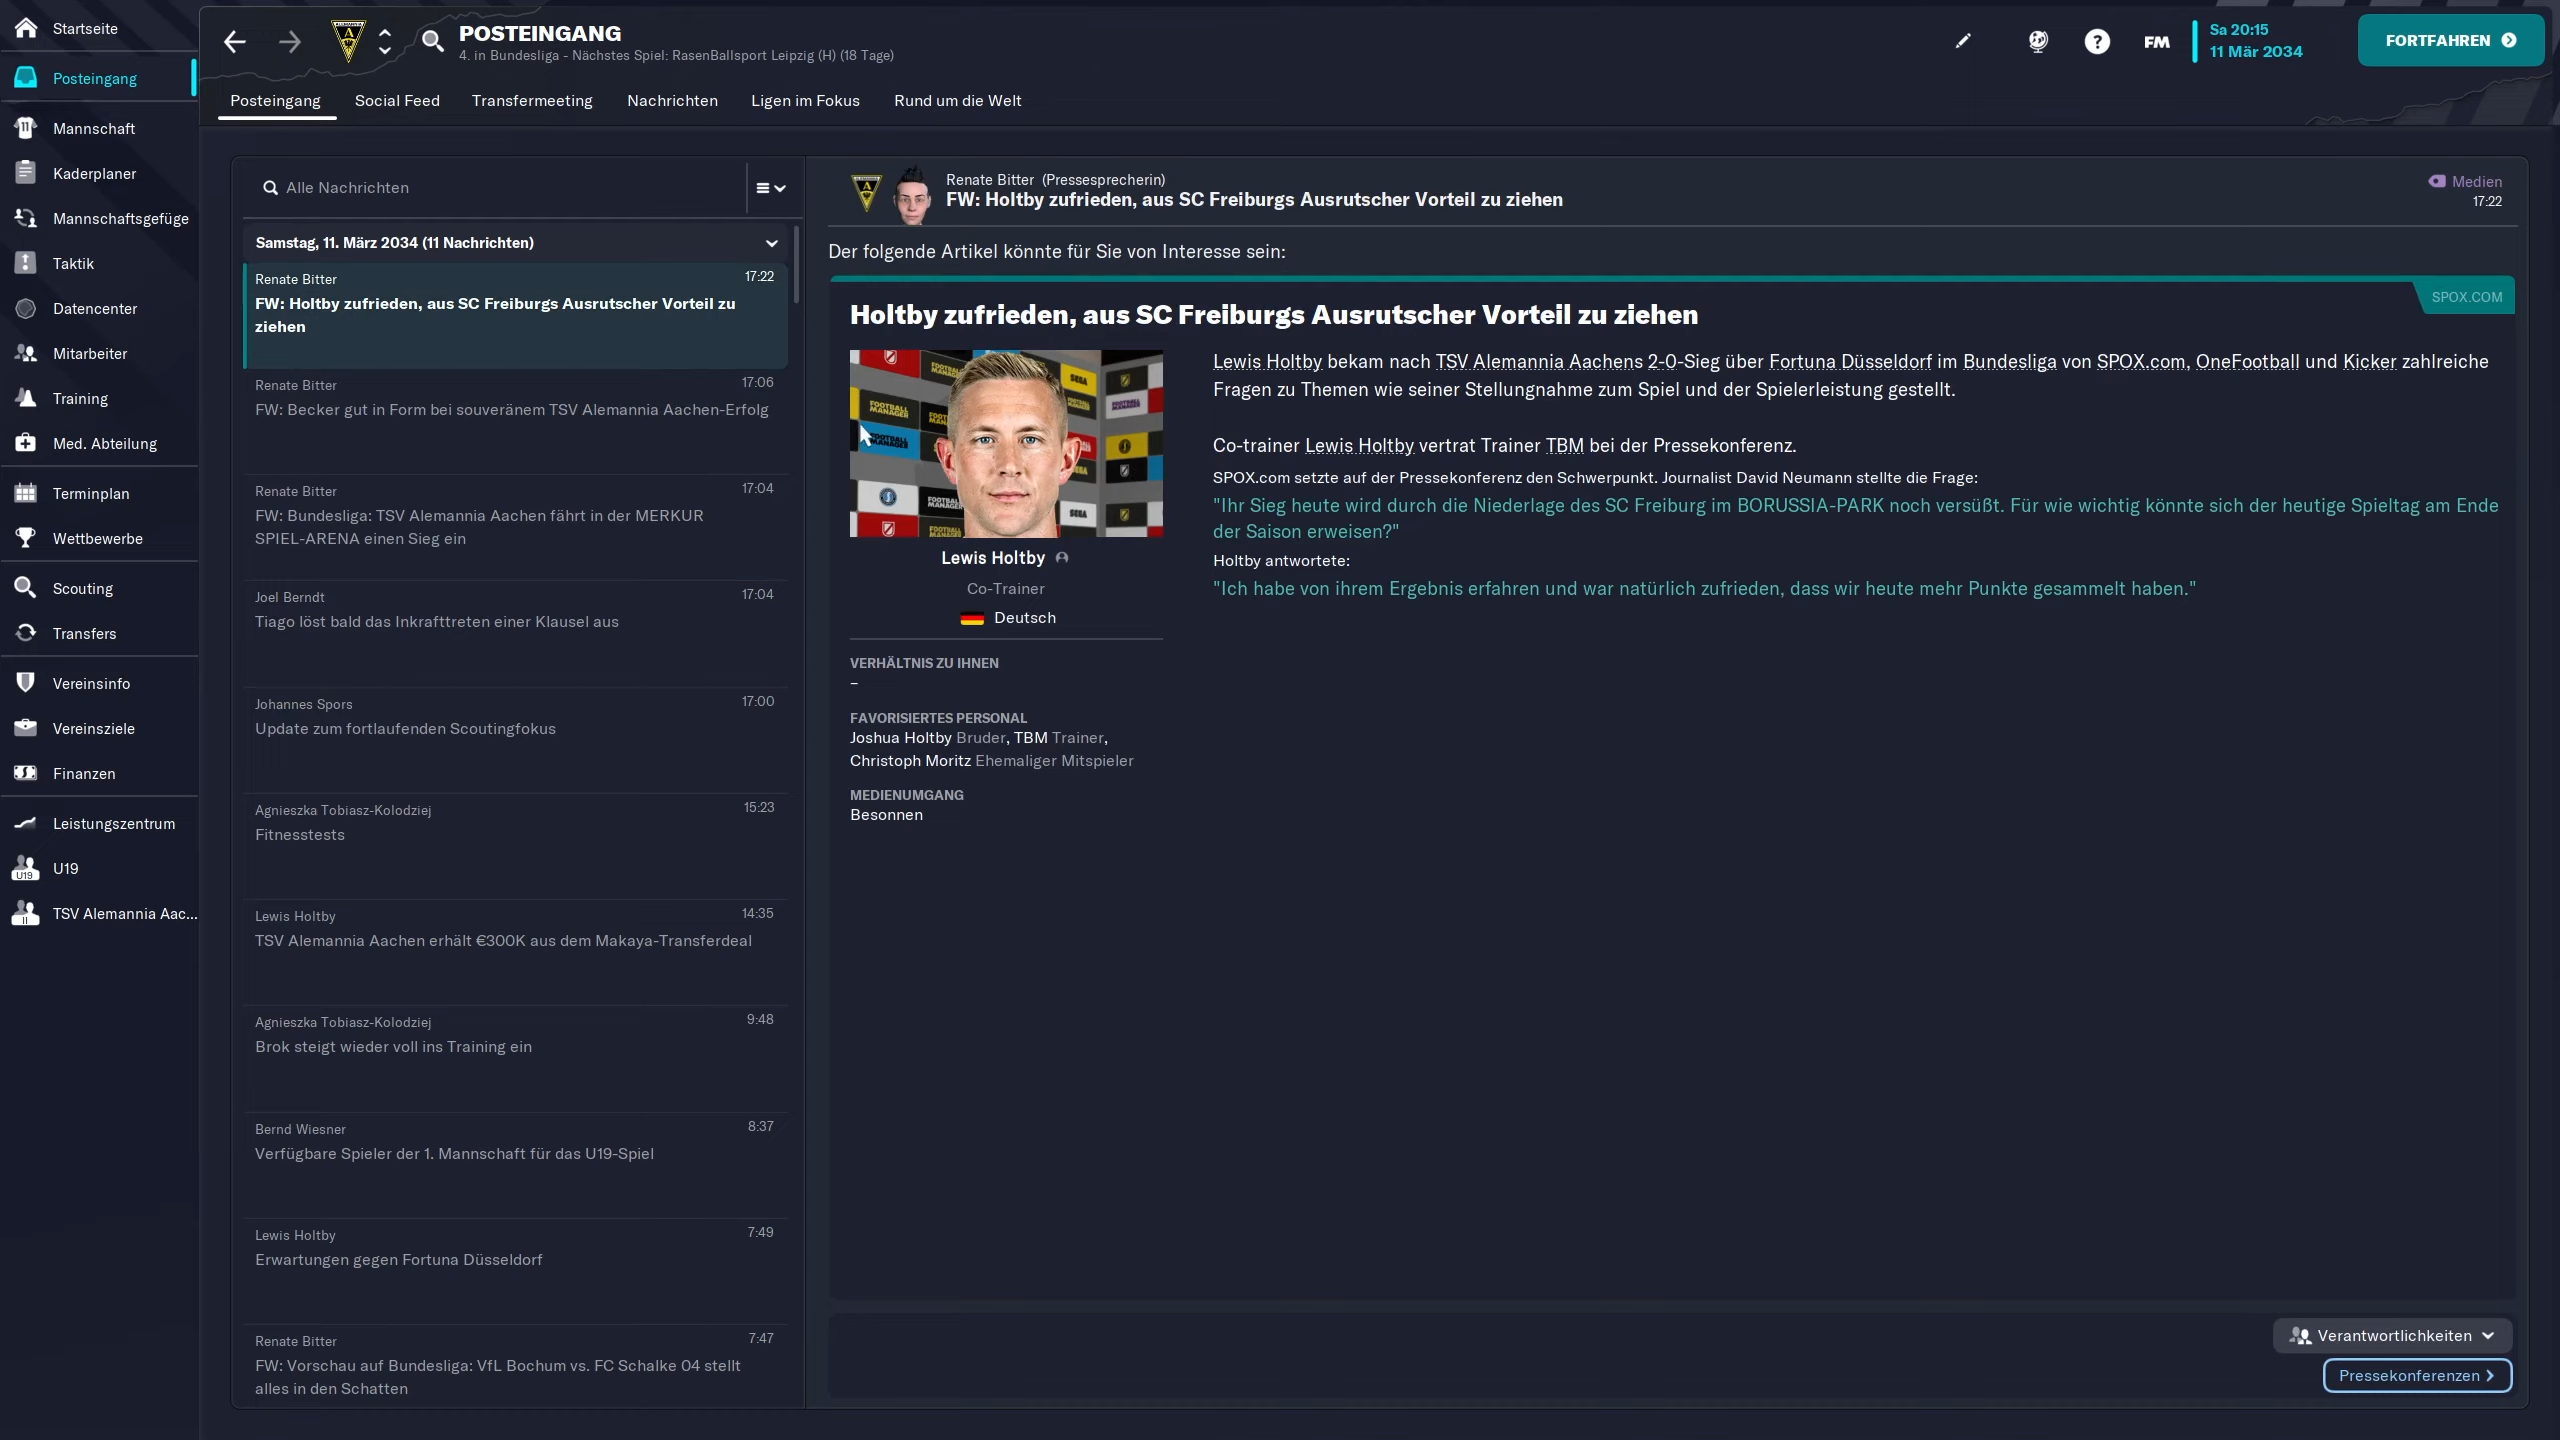 Startseite
Posteingang
Mannschaft
Kaderplaner
Mannschaftsgefüge
Taktik
Datencenter
Mitarbeiter
Training
Med. Abteilung
Terminplan
Wettbewerbe
Scouting
Transfers
Vereinsinfo
Vereinsziele
Finanzen
Leistungszentrum
U19
TSV Alemannia Aac...
POSTEINGANG
4. in Bundesliga - Nächstes Spiel: RasenBallsport Leipzig (H) (18 Tage)
FM
Sa 20:15
11 Mär 2034
FORTFAHREN
Posteingang Social Feed Transfermeeting Nachrichten Ligen im Fokus Rund um die Welt
Alle Nachrichten
Samstag, 11. März 2034 (11 Nachrichten)
Renate Bitter 17:22
FW: Holtby zufrieden, aus SC Freiburgs Ausrutscher Vorteil zu
ziehen
Renate Bitter 17:06
FW: Becker gut in Form bei souveränem TSV Alemannia Aachen-Erfolg
Renate Bitter 17:04
FW: Bundesliga: TSV Alemannia Aachen fährt in der MERKUR
SPIEL-ARENA einen Sieg ein
Joel Berndt 17:04
Tiago löst bald das Inkrafttreten einer Klausel aus
Johannes Spors 17:00
Update zum fortlaufenden Scoutingfokus
Agnieszka Tobiasz-Kolodziej 15:23
Fitnesstests
Lewis Holtby 14:35
TSV Alemannia Aachen erhält €300K aus dem Makaya-Transferdeal
Agnieszka Tobiasz-Kolodziej 9:48
Brok steigt wieder voll ins Training ein
Bernd Wiesner 8:37
Verfügbare Spieler der 1. Mannschaft für das U19-Spiel
Lewis Holtby 7:49
Erwartungen gegen Fortuna Düsseldorf
Renate Bitter 7:47
FW: Vorschau auf Bundesliga: VfL Bochum vs. FC Schalke 04 stellt
alles in den Schatten
Renate Bitter (Pressesprecherin)
FW: Holtby zufrieden, aus SC Freiburgs Ausrutscher Vorteil zu ziehen
Medien
17:22
Der folgende Artikel könnte für Sie von Interesse sein:
SPOX.COM
Holtby zufrieden, aus SC Freiburgs Ausrutscher Vorteil zu ziehen
Lewis Holtby
Co-Trainer
Deutsch
VERHÄLTNIS ZU IHNEN
–
FAVORISIERTES PERSONAL
Joshua Holtby Bruder, TBM Trainer,
Christoph Moritz Ehemaliger Mitspieler
MEDIENUMGANG
Besonnen
Lewis Holtby bekam nach TSV Alemannia Aachens 2-0-Sieg über Fortuna Düsseldorf im Bundesliga von SPOX.com, OneFootball und Kicker zahlreiche
Fragen zu Themen wie seiner Stellungnahme zum Spiel und der Spielerleistung gestellt.
Co-trainer Lewis Holtby vertrat Trainer TBM bei der Pressekonferenz.
SPOX.com setzte auf der Pressekonferenz den Schwerpunkt. Journalist David Neumann stellte die Frage:
"Ihr Sieg heute wird durch die Niederlage des SC Freiburg im BORUSSIA-PARK noch versüßt. Für wie wichtig könnte sich der heutige Spieltag am Ende
der Saison erweisen?"
Holtby antwortete:
"Ich habe von ihrem Ergebnis erfahren und war natürlich zufrieden, dass wir heute mehr Punkte gesammelt haben."
Verantwortlichkeiten
Pressekonferenzen